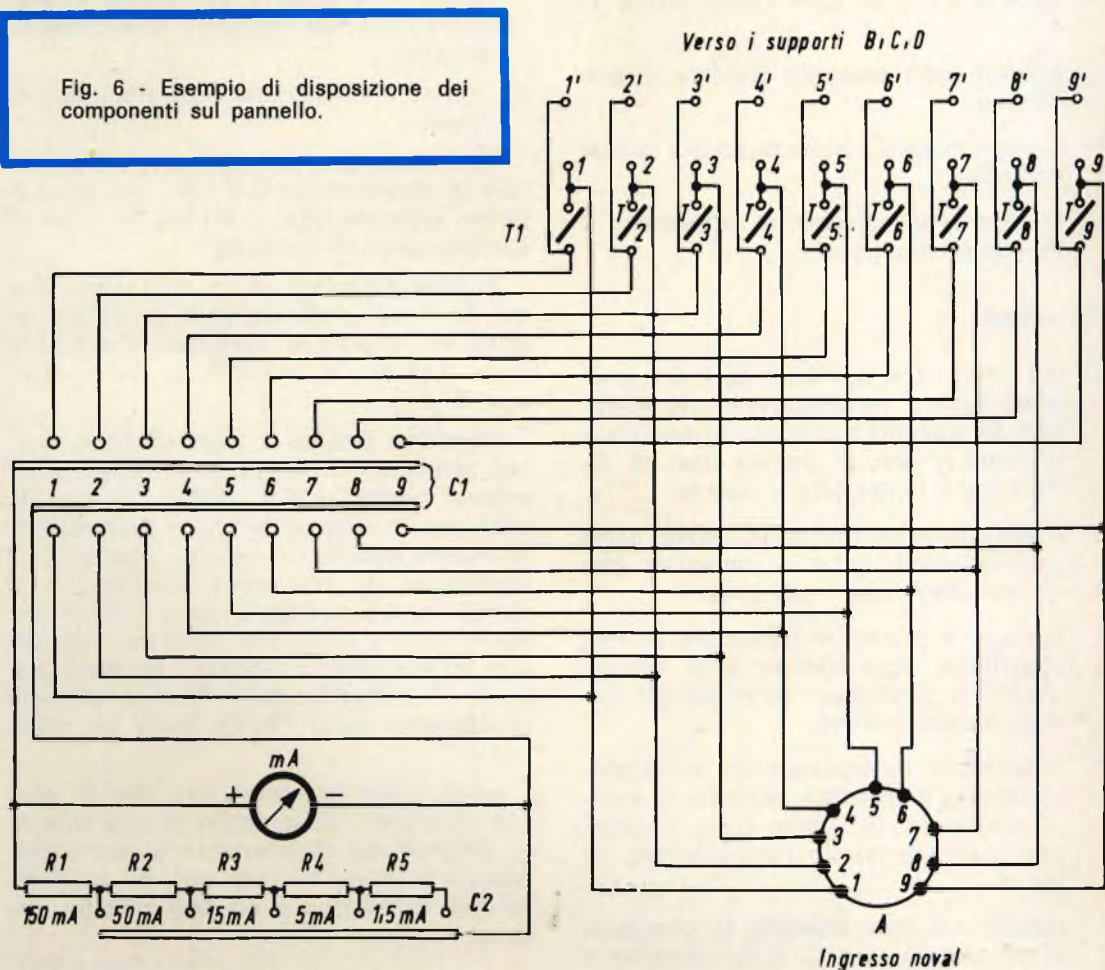 Fig. 6 - Esempio di disposizione dei
componenti sul pannello.
Verso i supporti B,C,D
1' 2' 3' 4' 5' 6' 7' 8' 9'
1 2 3 4 5 6 7 8 9
T1 T2 T3 T4 T5 T6 T7 T8 T9
1 2 3 4 5 6 7 8 9 C1
mA
+
R1 R2 R3 R4 R5
150 mA 50 mA 15 mA 5 mA 1,5 mA C2
1 2 3 4 5 6 7 8 9
A
Ingresso noval